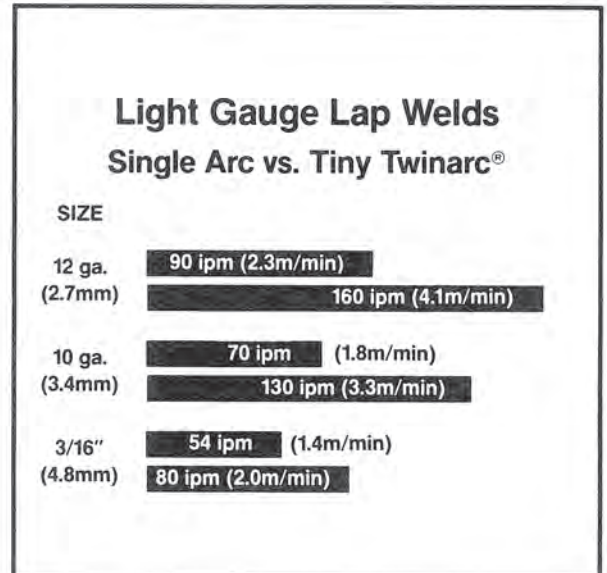 Light Gauge Lap Welds
Single Arc vs. Tiny Twinarc®
SIZE
12 ga.
(2.7mm)
90 ipm (2.3m/min)
160 ipm (4.1m/min)
10 ga.
(3.4mm)
70 ipm (1.8m/min)
130 ipm (3.3m/min)
3/16"
(4.8mm)
54 ipm (1.4m/min)
80 ipm (2.0m/min)